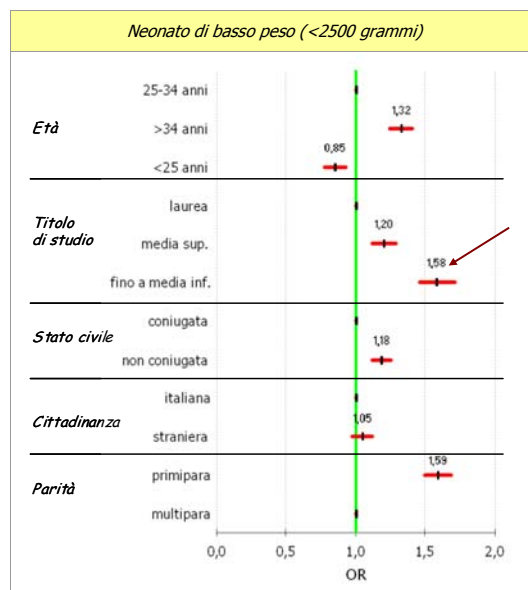 Neonato di basso peso (<2500 grammi)
25-34 anni
1,32
Età
>34 anni
0,85
<25 anni
laurea
Titolo
di studio
1,20
media sup.
1,58
fino a media inf.
coniugata
Stato civile
1,18
non coniugata
italiana
Cittadinanza
1,05
straniera
1,59
primipara
Parità
multipara
0,0 0,5 1,0 1,5 2,0
OR